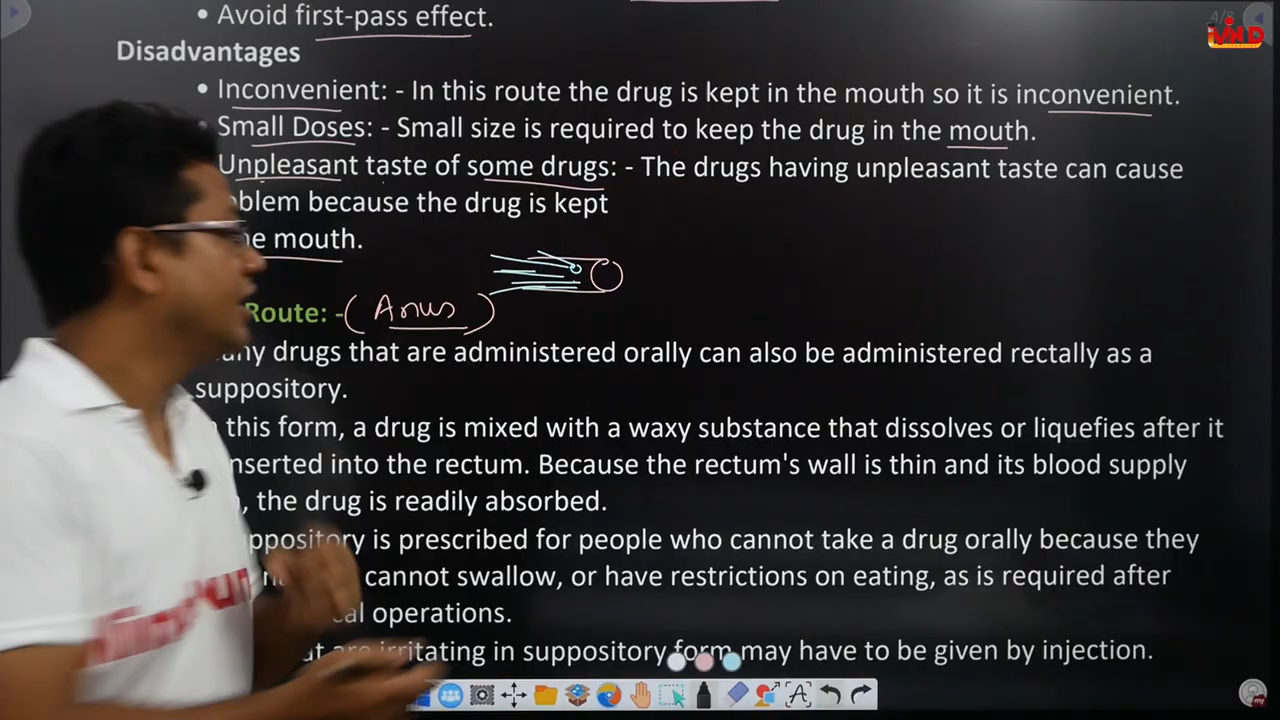 • Avoid first-pass effect.
4/8
Disadvantages
• Inconvenient: - In this route the drug is kept in the mouth so it is inconvenient.
• Small Doses: - Small size is required to keep the drug in the mouth.
Unpleasant taste of some drugs: - The drugs having unpleasant taste can cause
blem because the drug is kept
mouth.
Route: - (Anus)
drugs that are administered orally can also be administered rectally as a
suppository.
this form, a drug is mixed with a waxy substance that dissolves or liquefies after it
nserted into the rectum. Because the rectum's wall is thin and its blood supply
, the drug is readily absorbed.
ppository is prescribed for people who cannot take a drug orally because they
cannot swallow, or have restrictions on eating, as is required after
operations.
are irritating in suppository form may have to be given by injection.